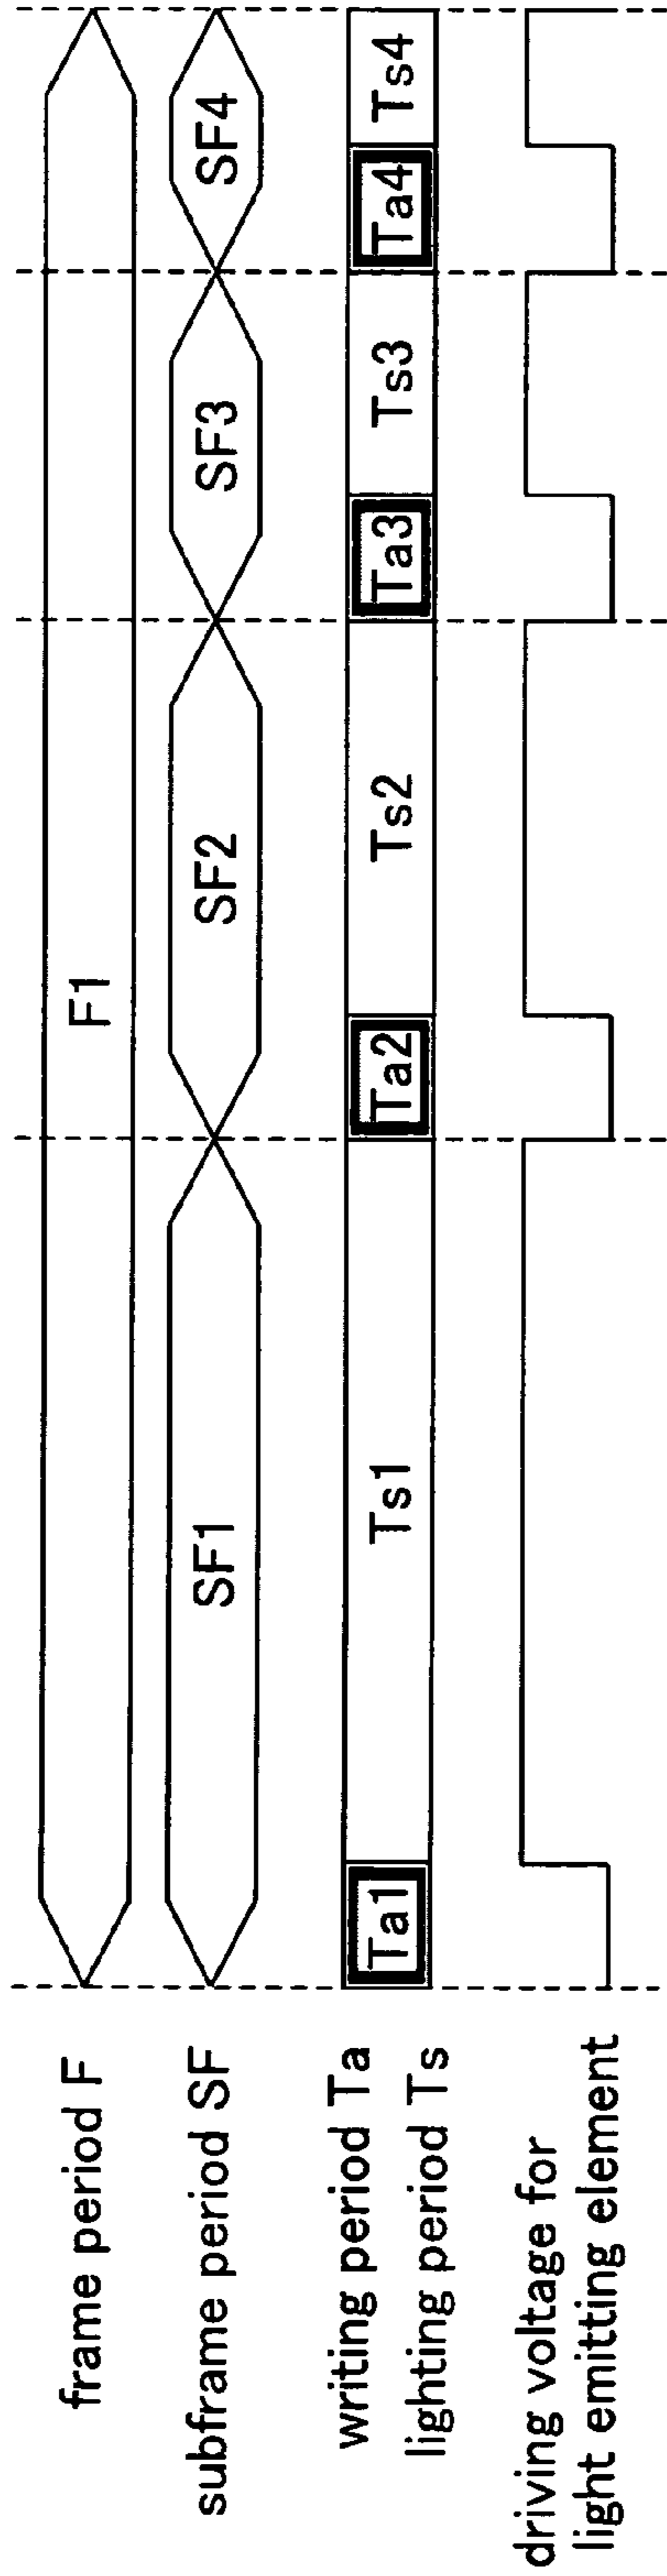 frame period F
F1
subframe period SF
SF1
SF2
SF3
SF4
writing period Ta
lighting period Ts
Ta1
Ts1
Ta2
Ts2
Ta3
Ts3
Ta4
Ts4
driving voltage for
light emitting element